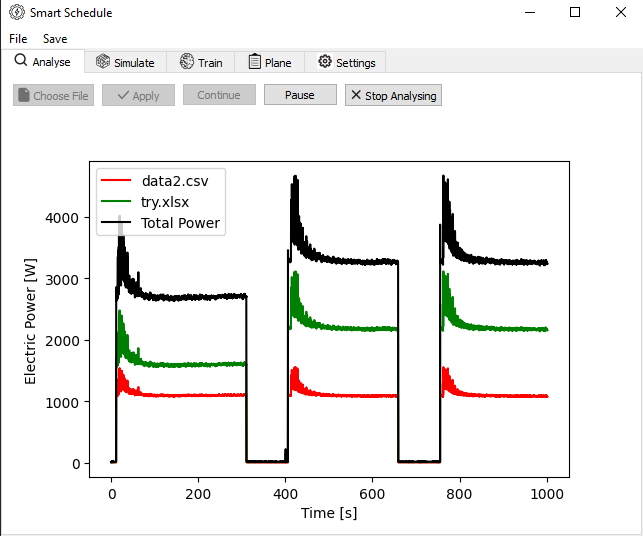 Smart Schedule
File Save
Analyse Simulate Train Plane Settings
Choose File Apply Continue Pause Stop Analysing
data2.csv
try.xlsx
Total Power
4000
3000
2000
1000
0
Electric Power [W]
0 200 400 600 800 1000
Time [s]